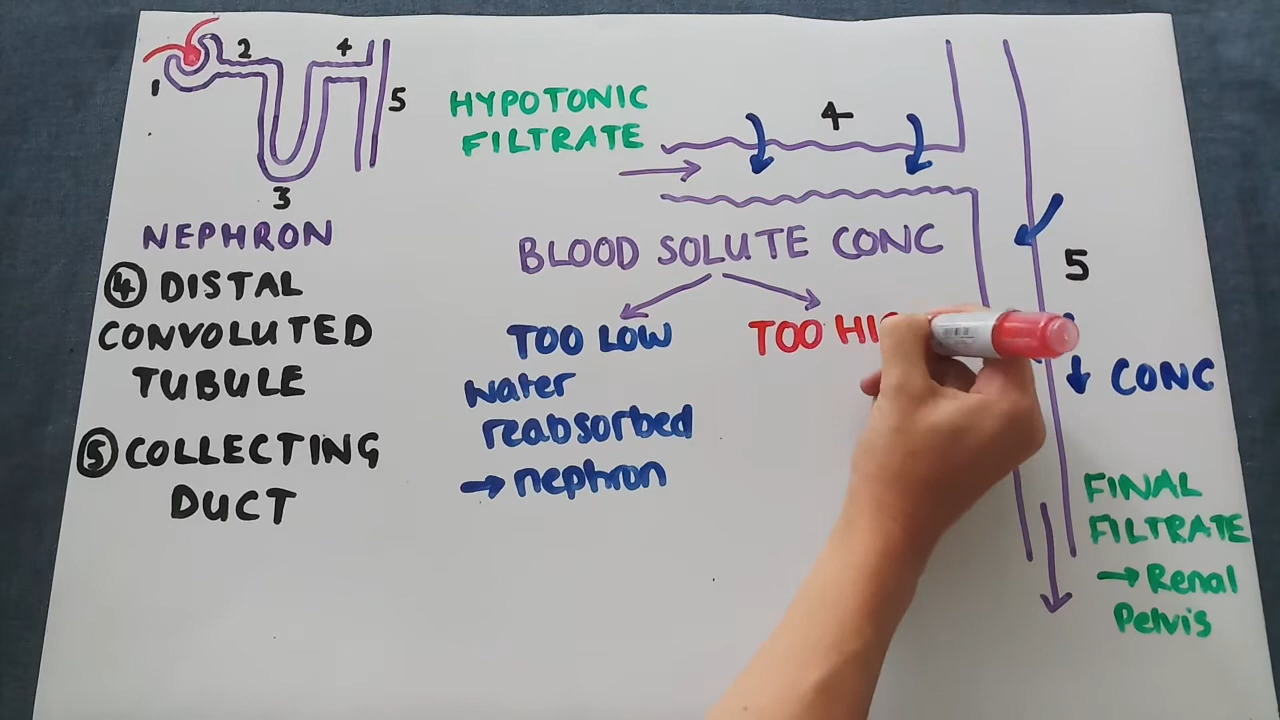 1
2
3
4
5
NEPHRON
4 DISTAL
CONVOLUTED
TUBULE
5 COLLECTING
DUCT
HYPOTONIC
FILTRATE
4
BLOOD SOLUTE CONC
TOO LOW
Water
reabsorbed
→ nephron
TOO
5
↓ CONC
FINAL
FILTRATE
→ Renal
Pelvis